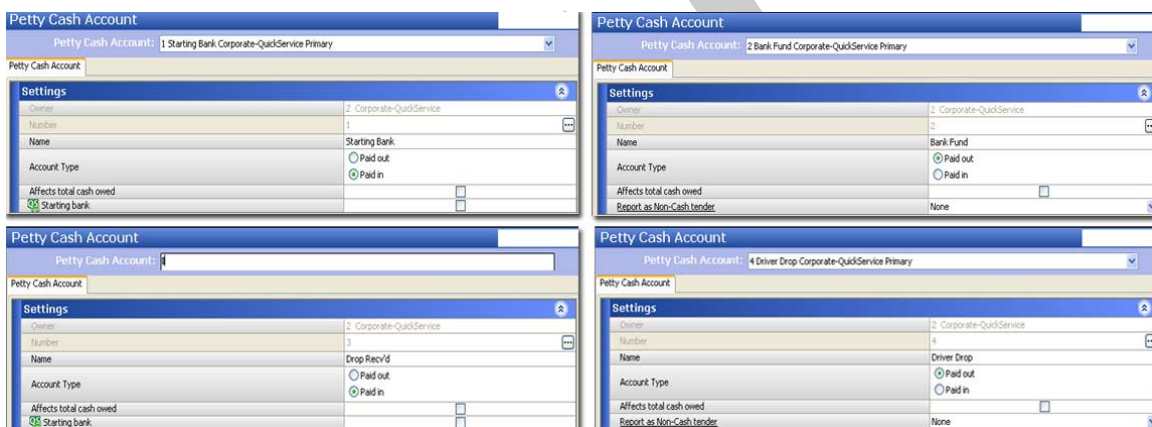 Petty Cash Account
Petty Cash Account: 1 Starting Bank Corporate-QuickService Primary
Petty Cash Account
Settings
Owner 2 Corporate-QuickService
Number 1
Name Starting Bank
Account Type Paid out
Paid in
Affects total cash owed
QS Starting bank
Petty Cash Account
Petty Cash Account: 2 Bank Fund Corporate-QuickService Primary
Petty Cash Account
Settings
Owner 2 Corporate-QuickService
Number 2
Name Bank Fund
Account Type Paid out
Paid in
Affects total cash owed
Report as Non-Cash tender None
Petty Cash Account
Petty Cash Account:
Petty Cash Account
Settings
Owner 2 Corporate-QuickService
Number 3
Name Drop Recv'd
Account Type Paid out
Paid in
Affects total cash owed
QS Starting bank
Petty Cash Account
Petty Cash Account: 4 Driver Drop Corporate-QuickService Primary
Petty Cash Account
Settings
Owner 2 Corporate-QuickService
Number 4
Name Driver Drop
Account Type Paid out
Paid in
Affects total cash owed
Report as Non-Cash tender None